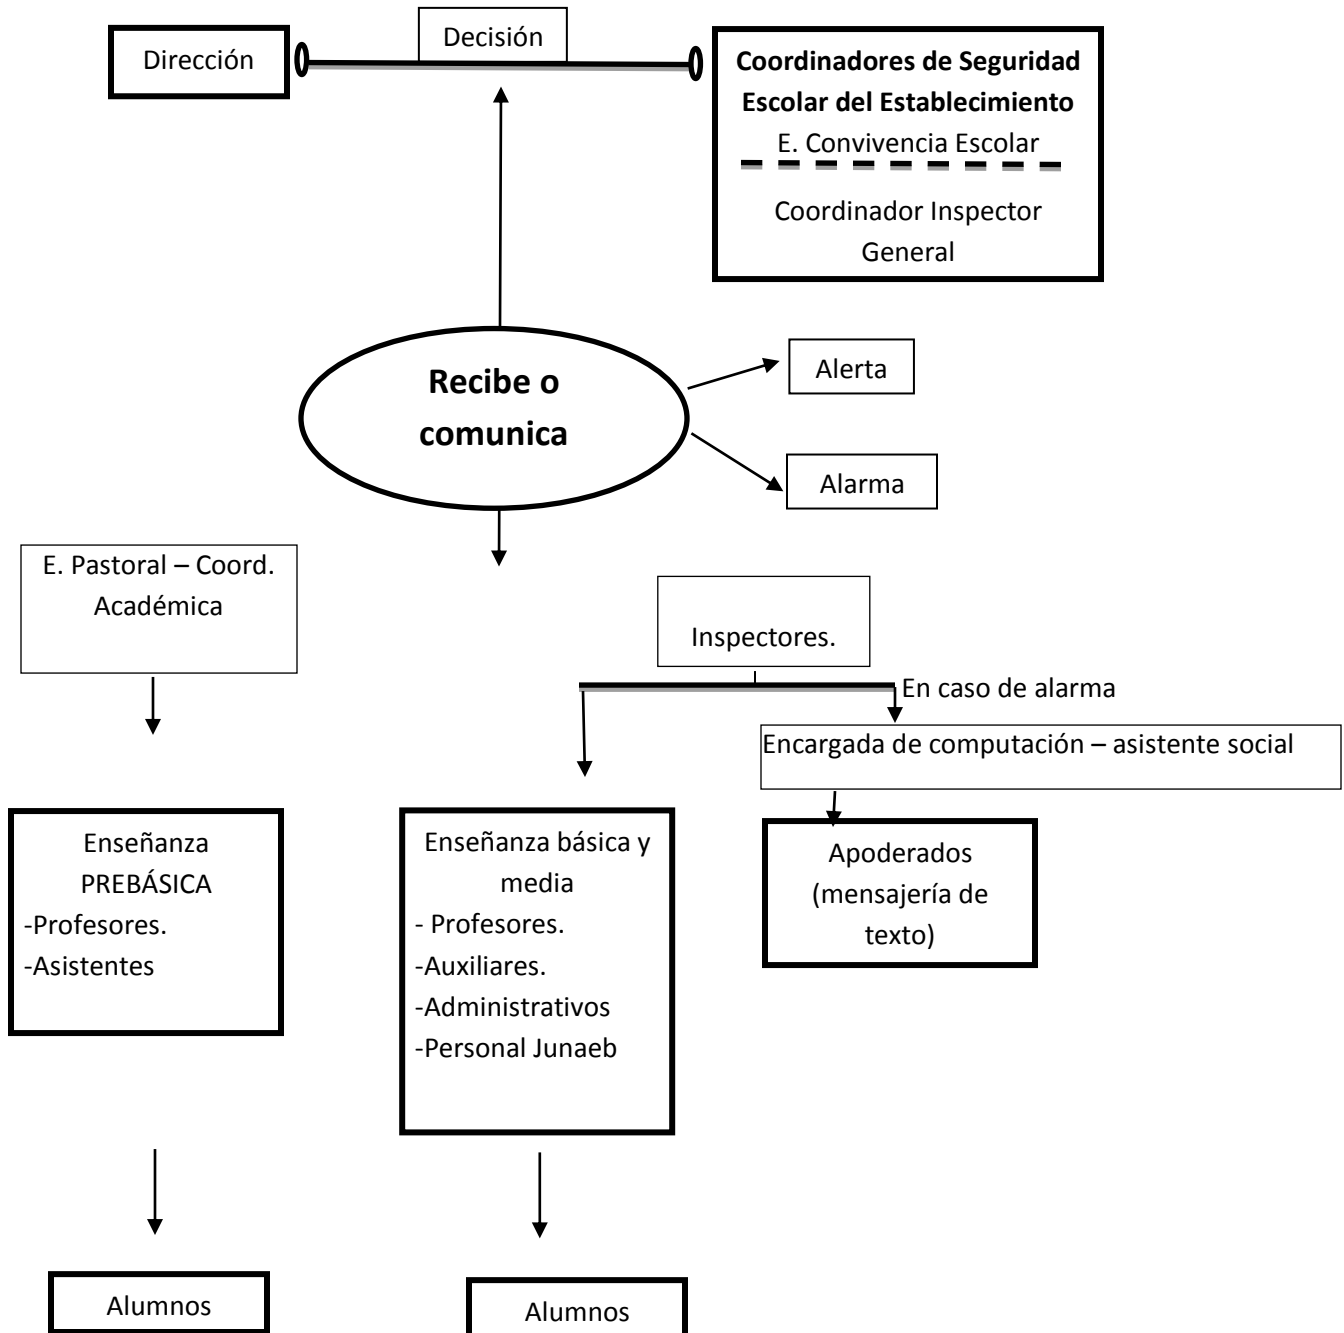 Dirección
Decisión
Coordinadores de Seguridad
Escolar del Establecimiento
E. Convivencia Escolar
Coordinador Inspector
General
Recibe o
comunica
Alerta
Alarma
E. Pastoral – Coord.
Académica
Inspectores.
En caso de alarma
Encargada de computación – asistente social
Enseñanza
PREBÁSICA
-Profesores.
-Asistentes
Enseñanza básica y
media
- Profesores.
-Auxiliares.
-Administrativos
-Personal Junaeb
Apoderados
(mensajería de
texto)
Alumnos
Alumnos